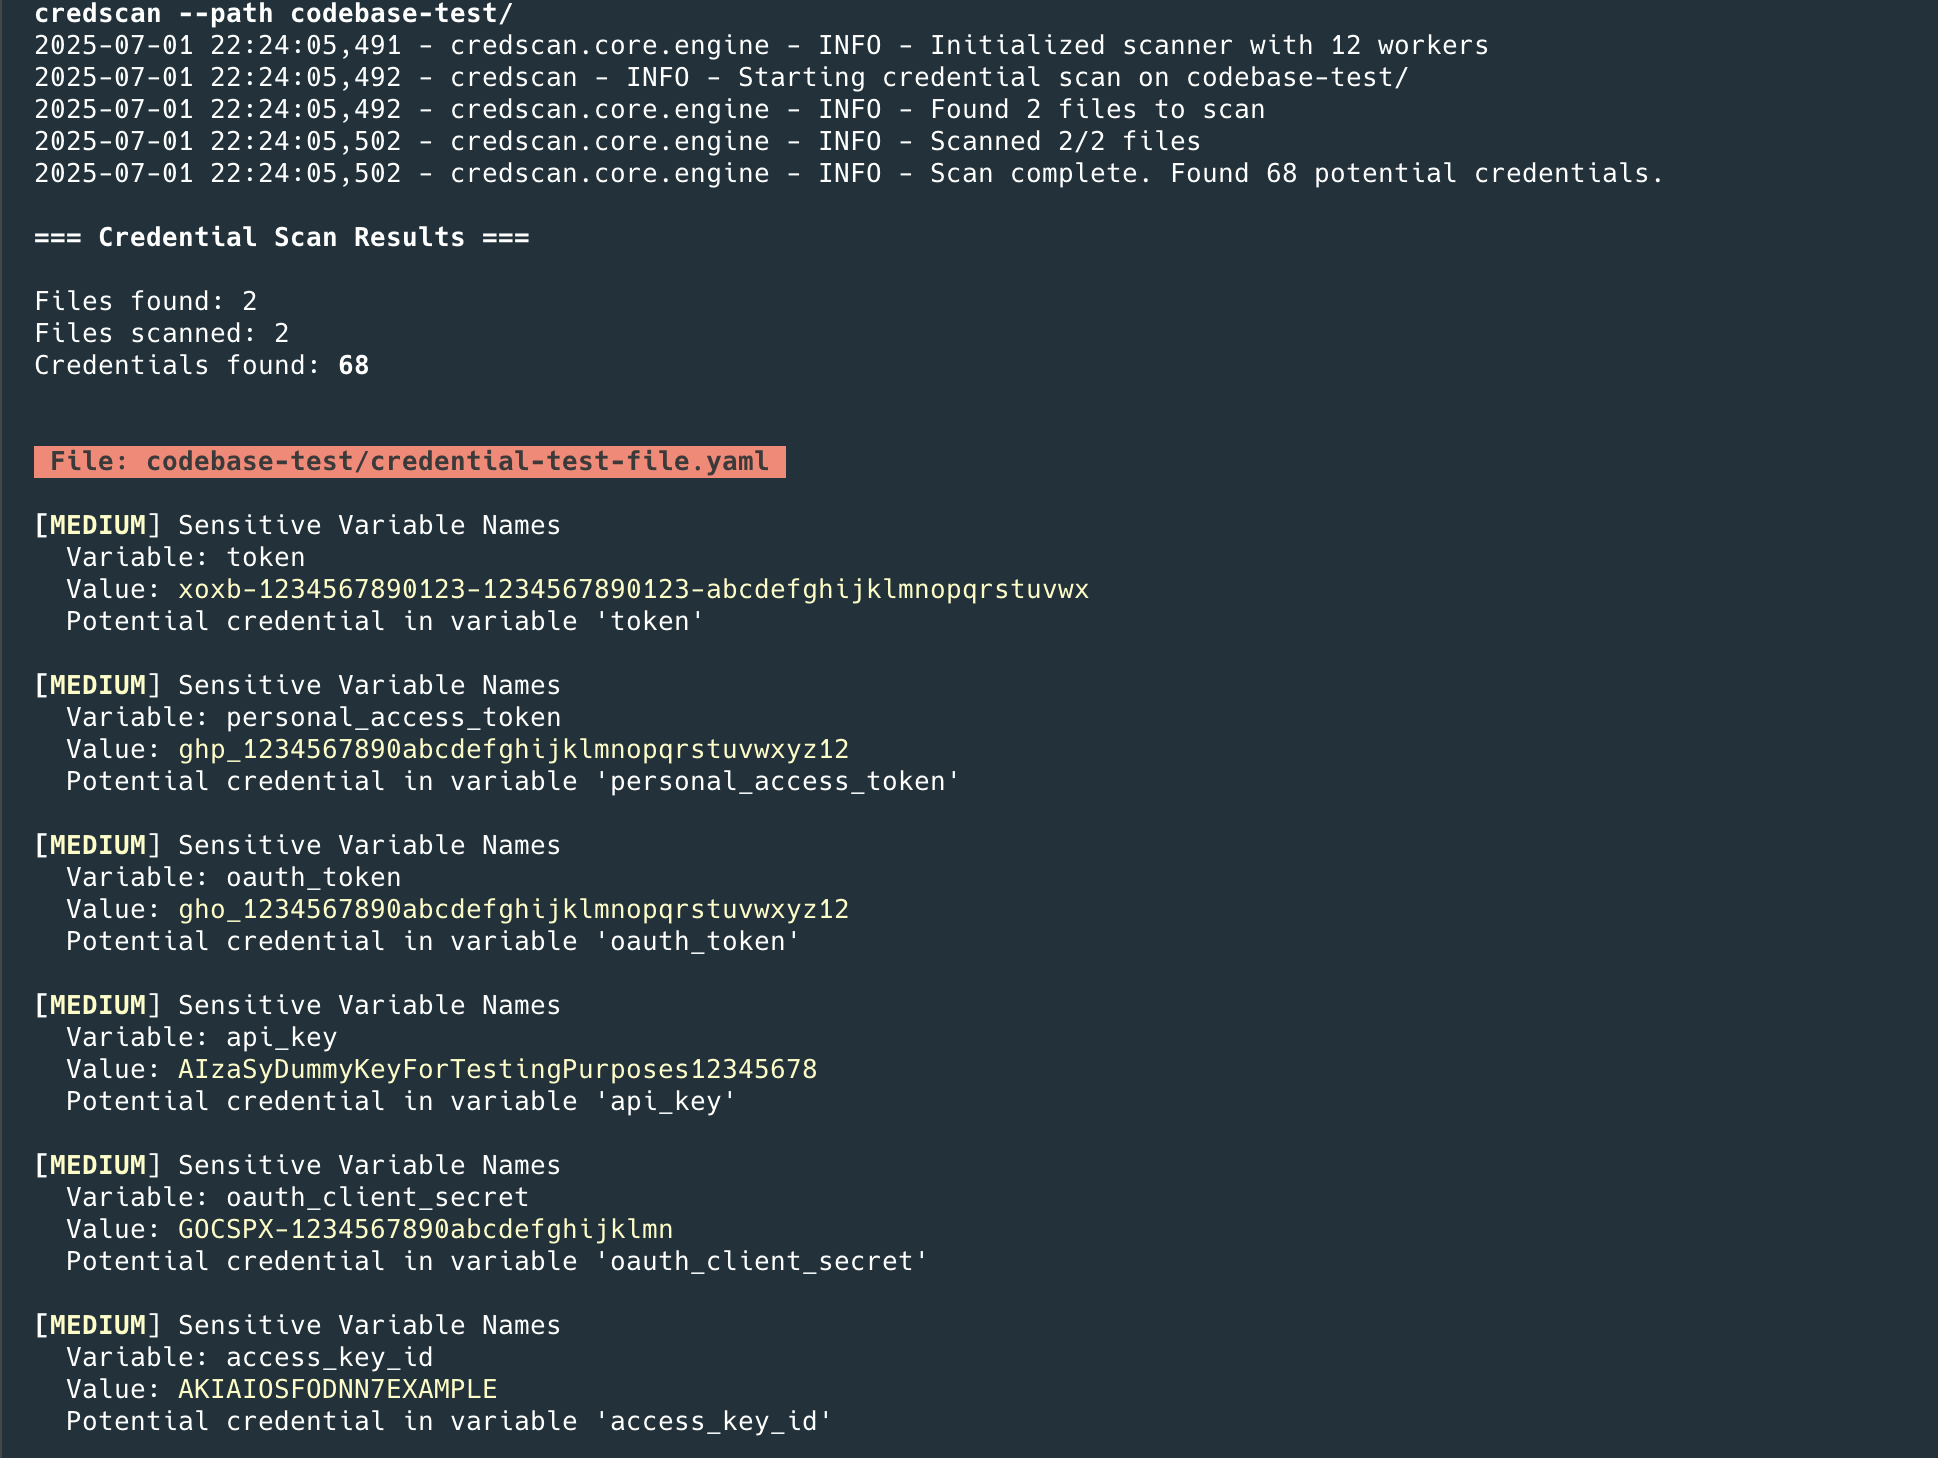 credscan --path codebase-test/
2025-07-01 22:24:05,491 - credscan.core.engine - INFO - Initialized scanner with 12 workers
2025-07-01 22:24:05,492 - credscan - INFO - Starting credential scan on codebase-test/
2025-07-01 22:24:05,492 - credscan.core.engine - INFO - Found 2 files to scan
2025-07-01 22:24:05,502 - credscan.core.engine - INFO - Scanned 2/2 files
2025-07-01 22:24:05,502 - credscan.core.engine - INFO - Scan complete. Found 68 potential credentials.
=== Credential Scan Results ===
Files found: 2
Files scanned: 2
Credentials found: 68
File: codebase-test/credential-test-file.yaml
[MEDIUM] Sensitive Variable Names
Variable: token
Value: xoxb-1234567890123-1234567890123-abcdefghijklmnopqrstuvwx
Potential credential in variable 'token'
[MEDIUM] Sensitive Variable Names
Variable: personal_access_token
Value: ghp_1234567890abcdefghijklmnopqrstuvwxyz12
Potential credential in variable 'personal_access_token'
[MEDIUM] Sensitive Variable Names
Variable: oauth_token
Value: gho_1234567890abcdefghijklmnopqrstuvwxyz12
Potential credential in variable 'oauth_token'
[MEDIUM] Sensitive Variable Names
Variable: api_key
Value: AIzaSyDummyKeyForTestingPurposes12345678
Potential credential in variable 'api_key'
[MEDIUM] Sensitive Variable Names
Variable: oauth_client_secret
Value: GOCSPX-1234567890abcdefghijklmn
Potential credential in variable 'oauth_client_secret'
[MEDIUM] Sensitive Variable Names
Variable: access_key_id
Value: AKIAIOSFODNN7EXAMPLE
Potential credential in variable 'access_key_id'